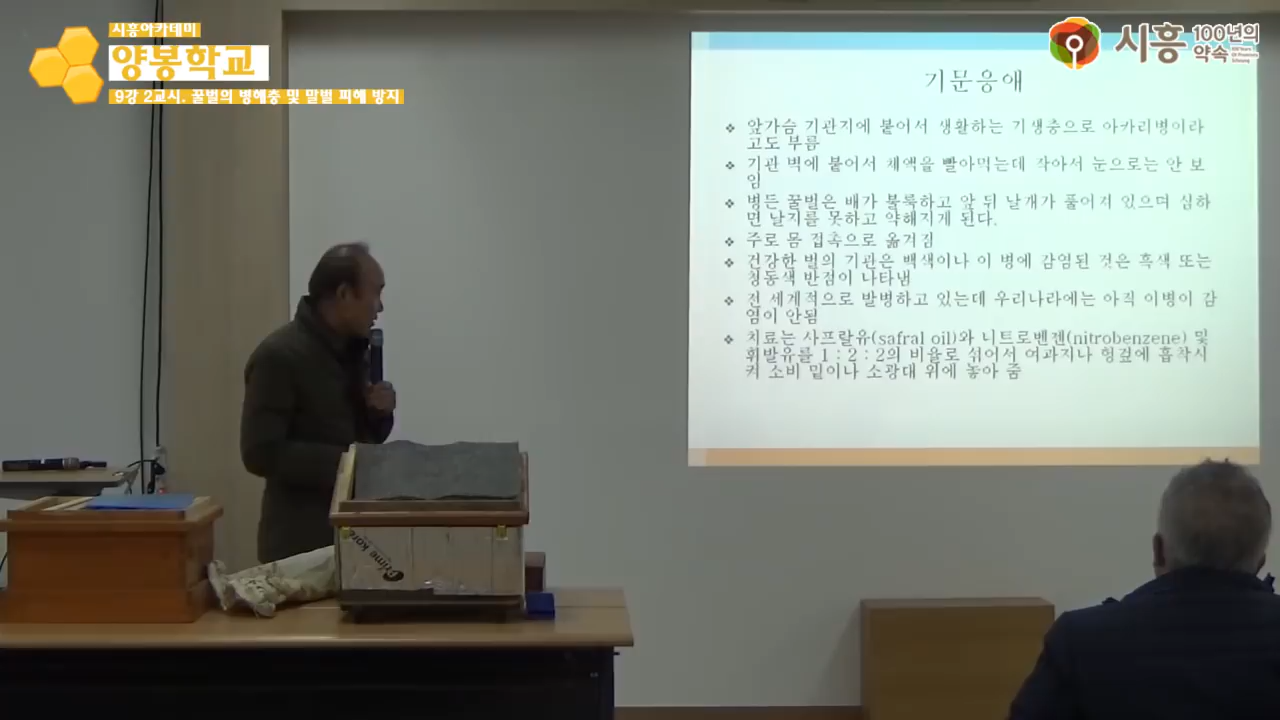 시흥아카데미
양봉학교
9강 2교시. 꿀벌의 병해충 및 말벌 피해 방지
시흥 100년의 약속
기문응애
❖ 앞가슴 기관지에 붙어서 생활하는 기생충으로 아카리병이라
고도 부름
❖ 기관 벽에 붙어서 체액을 빨아먹는데 작아서 눈으로는 안 보
임
❖ 병든 꿀벌은 배가 불룩하고 앞 뒤 날개가 풀어져 있으며 심하
면 날지를 못하고 약해지게 된다.
❖ 주로 몸 접촉으로 옮겨짐
❖ 건강한 벌의 기관은 백색이나 이 병에 감염된 것은 흑색 또는
청동색 반점이 나타냄
❖ 전 세계적으로 발병하고 있는데 우리나라에는 아직 이병이 감
염이 안됨
❖ 치료는 사프랄유(safral oil)와 니트로벤젠(nitrobenzene) 및
휘발유를 1 : 2 : 2의 비율로 섞어서 여과지나 헝겊에 흡착시
켜 소비 밑이나 소광대 위에 놓아 줌
Prime kore